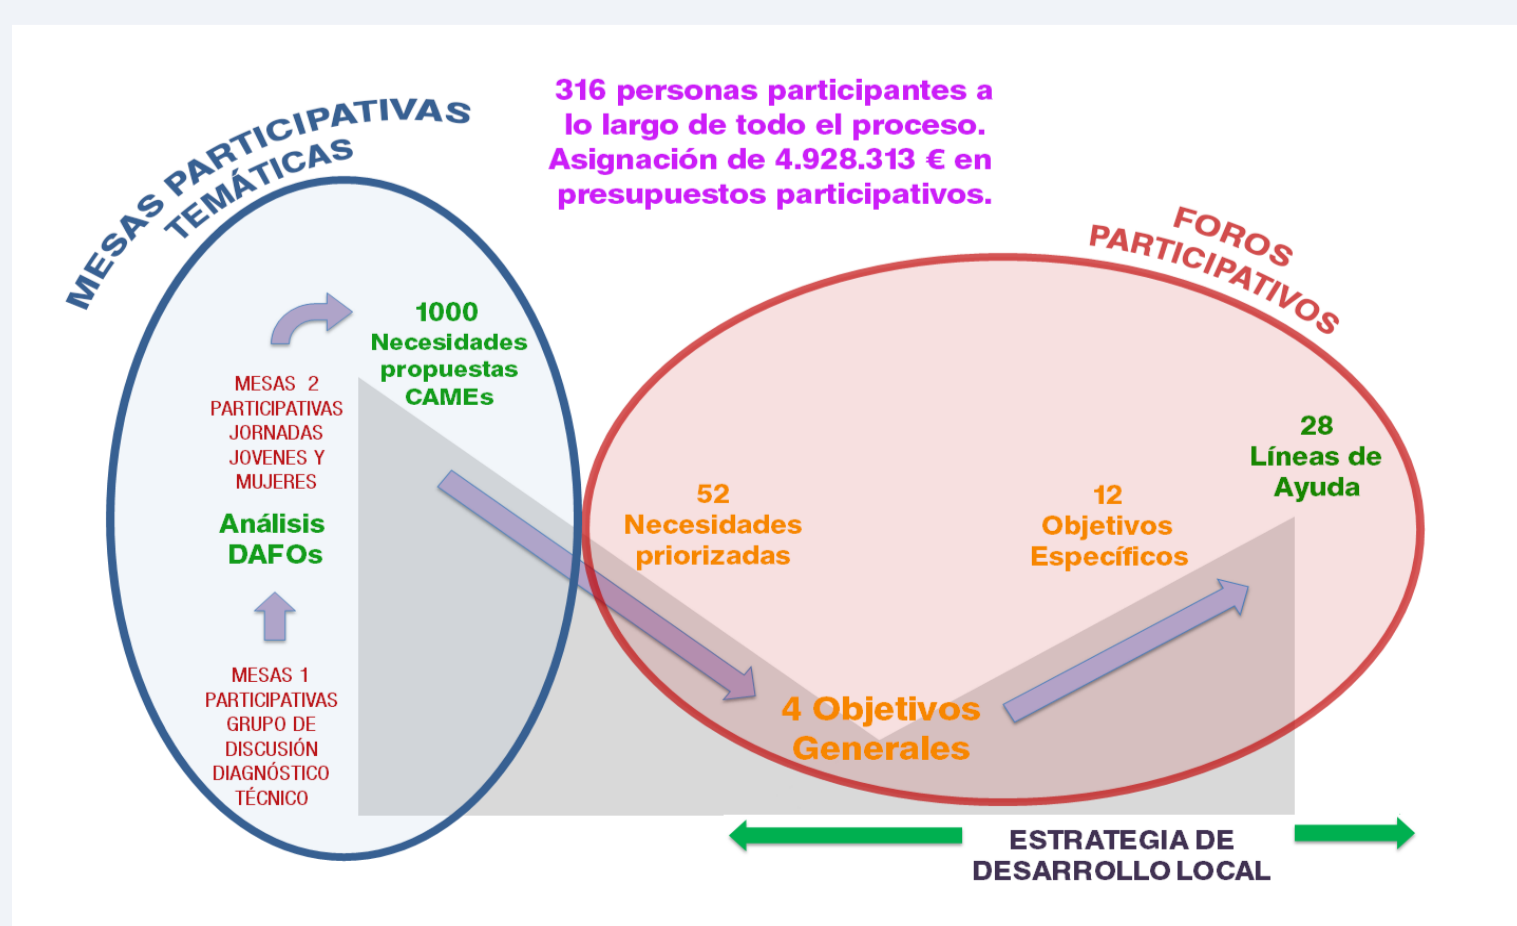 316 personas participantes a
lo largo de todo el proceso.
Asignación de 4.928.313 € en
presupuestos participativos.
MESAS PARTICIPATIVAS
TEMÁTICAS
1000
Necesidades
propuestas
CAMEs
MESAS 2
PARTICIPATIVAS
JORNADAS
JOVENES Y
MUJERES
Análisis
DAFOs
MESAS 1
PARTICIPATIVAS
GRUPO DE
DISCUSIÓN
DIAGNÓSTICO
TÉCNICO
FOROS
PARTICIPATIVOS
52
Necesidades
priorizadas
4 Objetivos
Generales
12
Objetivos
Específicos
28
Líneas de
Ayuda
ESTRATEGIA DE
DESARROLLO LOCAL